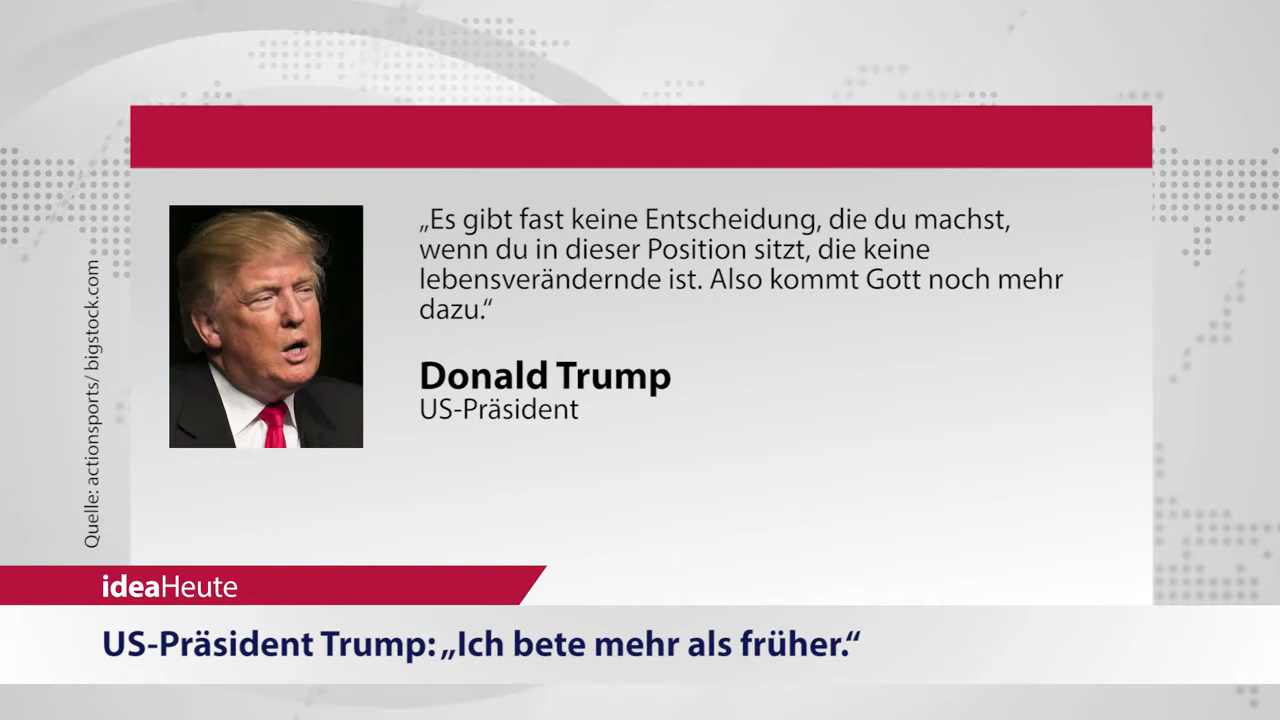 „Es gibt fast keine Entscheidung, die du machst,
wenn du in dieser Position sitzt, die keine
lebensverändernde ist. Also kommt Gott noch mehr
dazu.“
Donald Trump
US-Präsident
Quelle: actionsports/ bigstock.com
ideaHeute
US-Präsident Trump: „Ich bete mehr als früher.“